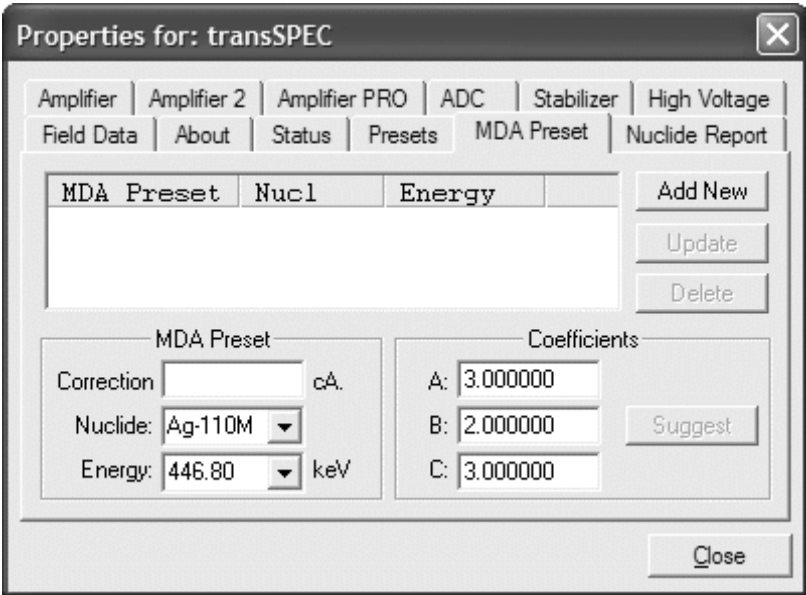 Properties for: transSPEC
Amplifier Amplifier 2 Amplifier PRO ADC Stabilizer High Voltage
Field Data About Status Presets MDA Preset Nuclide Report
MDA Preset Nucl Energy
Add New
Update
Delete
MDA Preset
Correction cA.
Nuclide: Ag-110M
Energy: 446.80 keV
Coefficients
A: 3.000000
B: 2.000000
C: 3.000000
Suggest
Close